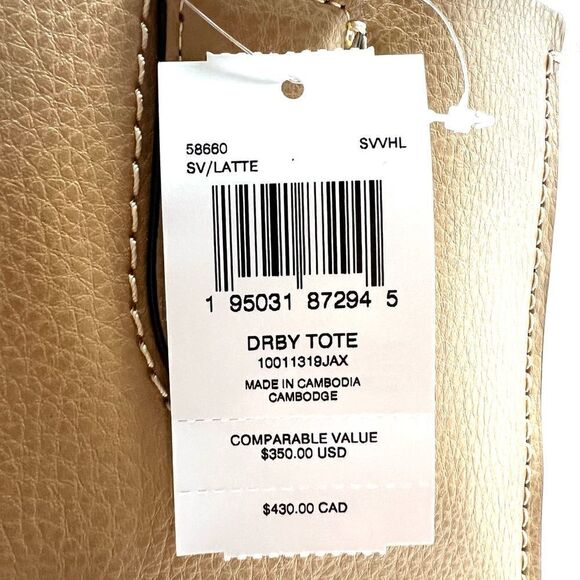 58660 SVVHL
SV/LATTE
1 95031 87294 5
DRBY TOTE
10011319JAX
MADE IN CAMBODIA
CAMBODGE
COMPARABLE VALUE
$350.00 USD
$430.00 CAD